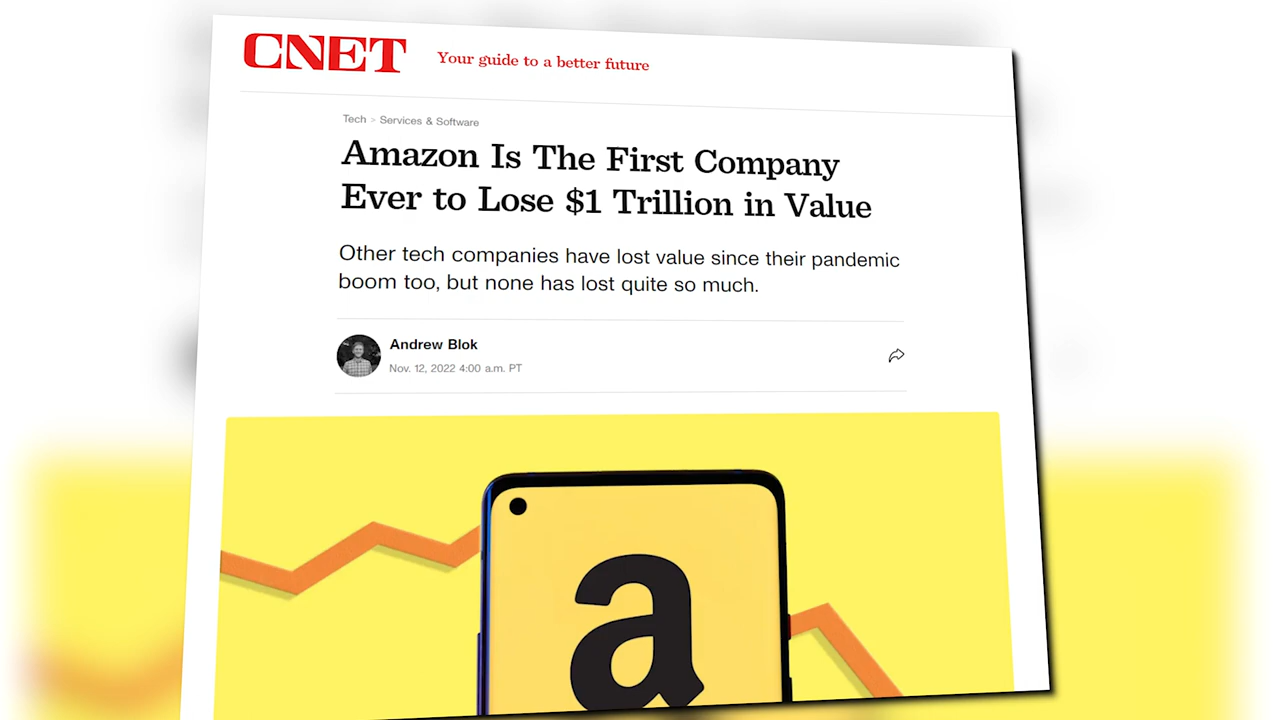 CNET
Your guide to a better future
Tech > Services & Software
Amazon Is The First Company
Ever to Lose $1 Trillion in Value
Other tech companies have lost value since their pandemic
boom too, but none has lost quite so much.
Andrew Blok
Nov. 12, 2022 4:00 a.m. PT
a